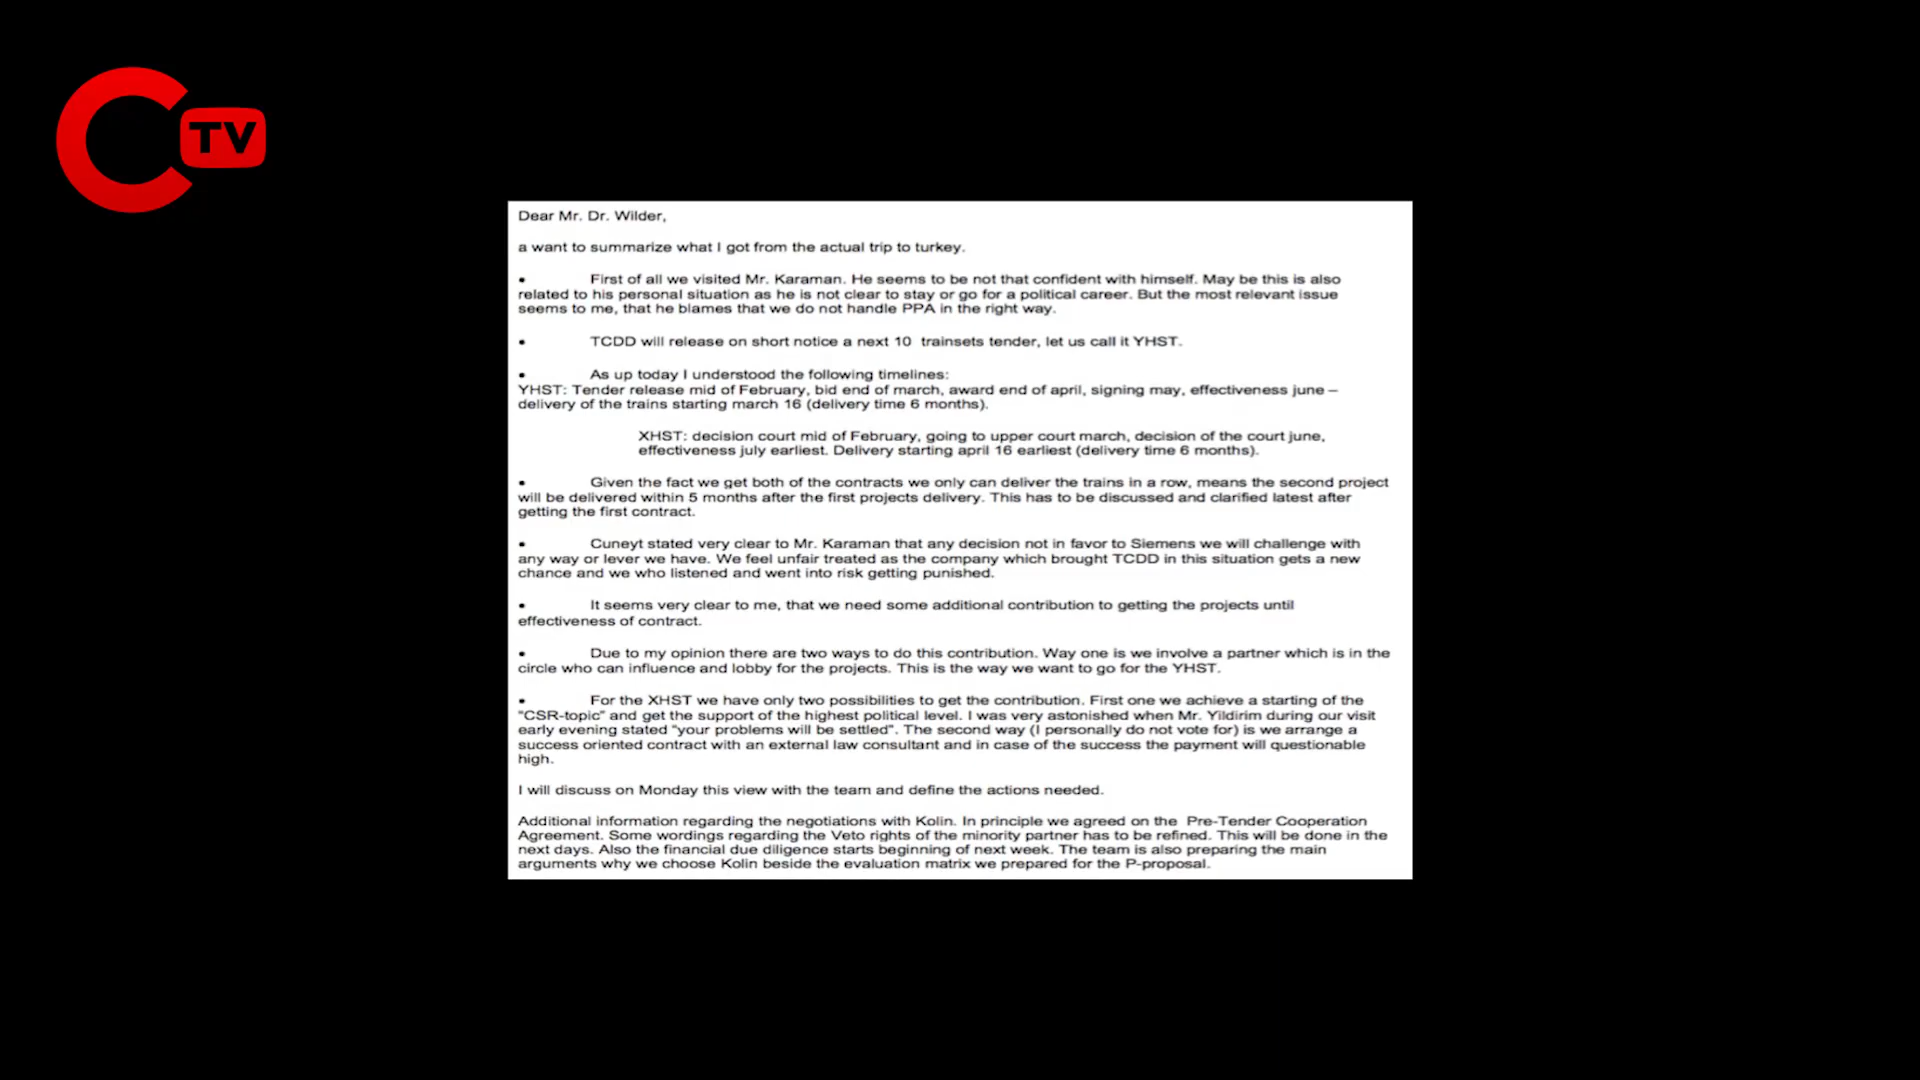 C TV
Dear Mr. Dr. Wilder,
a want to summarize what I got from the actual trip to turkey.
• First of all we visited Mr. Karaman. He seems to be not that confident with himself. May be this is also
related to his personal situation as he is not clear to stay or go for a political career. But the most relevant issue
seems to me, that he blames that we do not handle PPA in the right way.
• TCDD will release on short notice a next 10 trainsets tender, let us call it YHST.
• As up today I understood the following timelines:
YHST: Tender release mid of February, bid end of march, award end of april, signing may, effectiveness june –
delivery of the trains starting march 16 (delivery time 6 months).
XHST: decision court mid of February, going to upper court march, decision of the court june,
effectiveness july earliest. Delivery starting april 16 earliest (delivery time 6 months).
• Given the fact we get both of the contracts we only can deliver the trains in a row, means the second project
will be delivered within 5 months after the first projects delivery. This has to be discussed and clarified latest after
getting the first contract.
• Cuneyt stated very clear to Mr. Karaman that any decision not in favor to Siemens we will challenge with
any way or lever we have. We feel unfair treated as the company which brought TCDD in this situation gets a new
chance and we who listened and went into risk getting punished.
• It seems very clear to me, that we need some additional contribution to getting the projects until
effectiveness of contract.
• Due to my opinion there are two ways to do this contribution. Way one is we involve a partner which is in the
circle who can influence and lobby for the projects. This is the way we want to go for the YHST.
• For the XHST we have only two possibilities to get the contribution. First one we achieve a starting of the
"CSR-topic" and get the support of the highest political level. I was very astonished when Mr. Yildirim during our visit
early evening stated "your problems will be settled". The second way (I personally do not vote for) is we arrange a
success oriented contract with an external law consultant and in case of the success the payment will questionable
high.
I will discuss on Monday this view with the team and define the actions needed.
Additional information regarding the negotiations with Kolin. In principle we agreed on the Pre-Tender Cooperation
Agreement. Some wordings regarding the Veto rights of the minority partner has to be refined. This will be done in the
next days. Also the financial due diligence starts beginning of next week. The team is also preparing the main
arguments why we choose Kolin beside the evaluation matrix we prepared for the P-proposal.